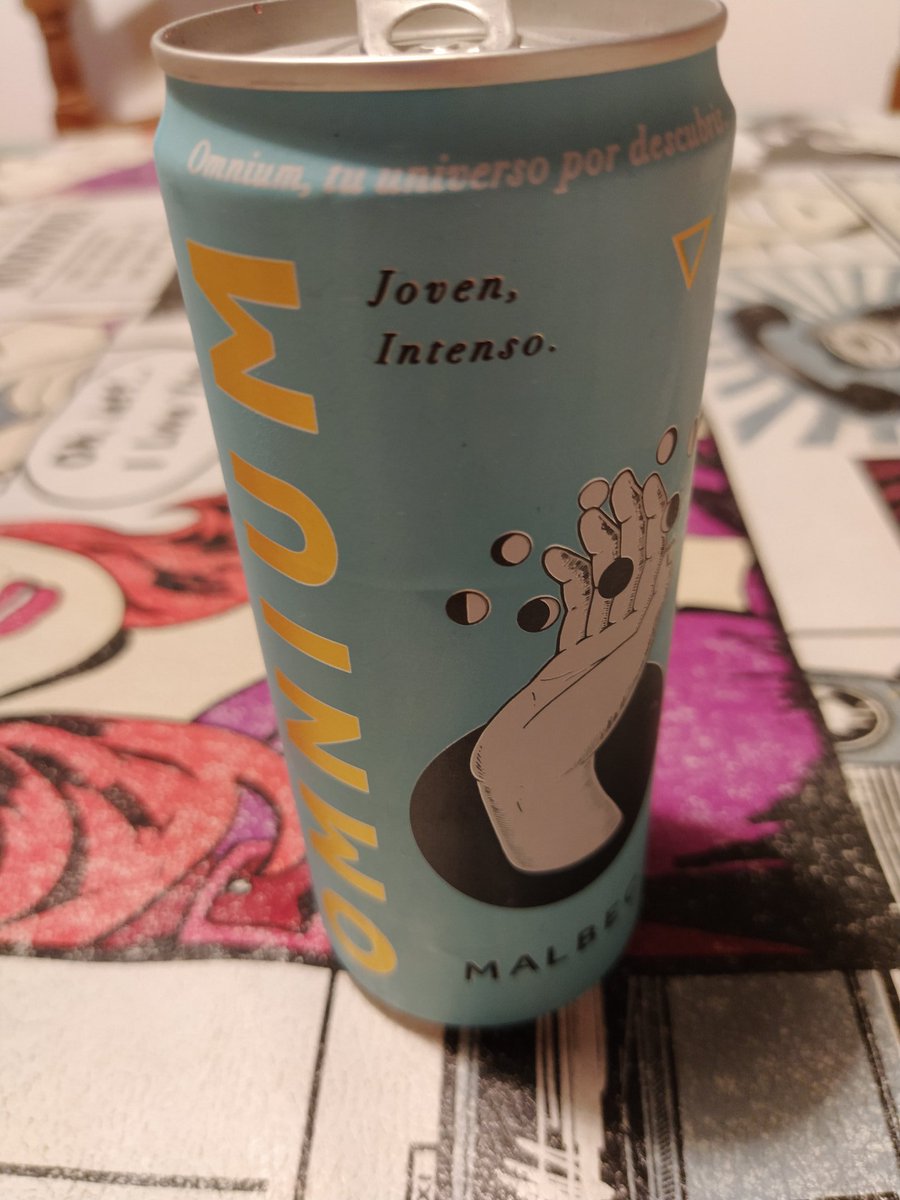 Omnium, tu universo por descubrir
OMNIUM
Joven,
Intenso.
MALBEC